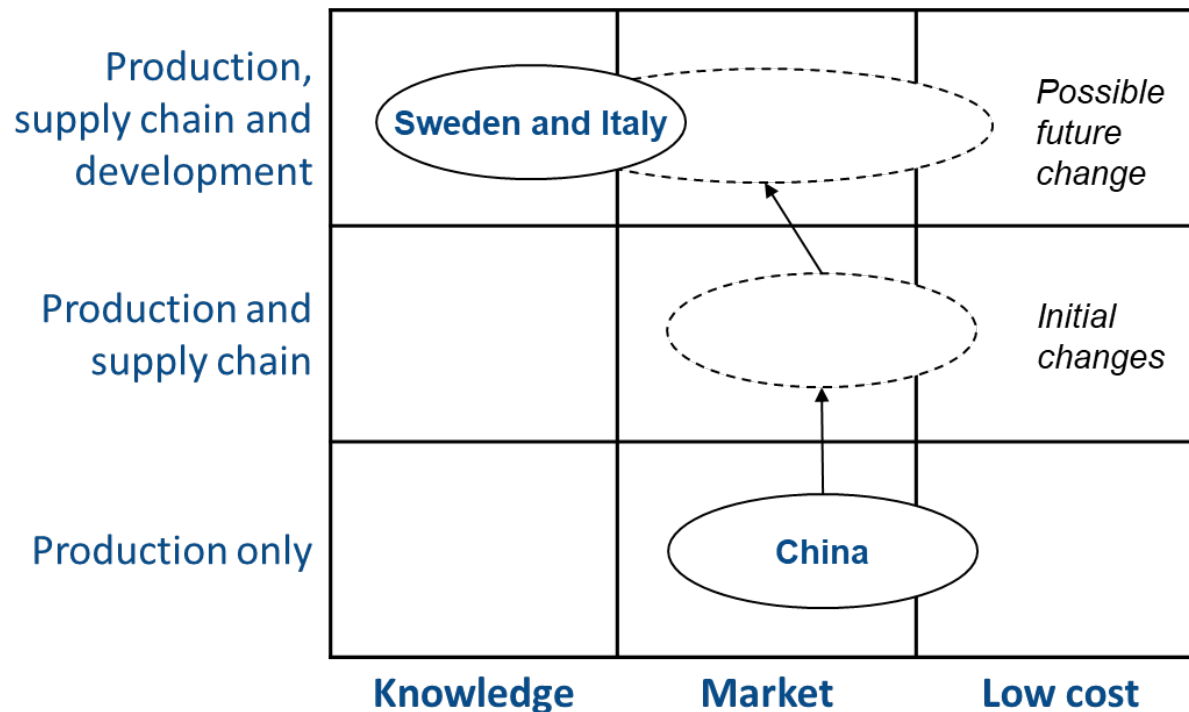 Production,
supply chain and
development
Sweden and Italy
Possible
future
change
Production and
supply chain
Initial
changes
Production only
China
Knowledge
Market
Low cost